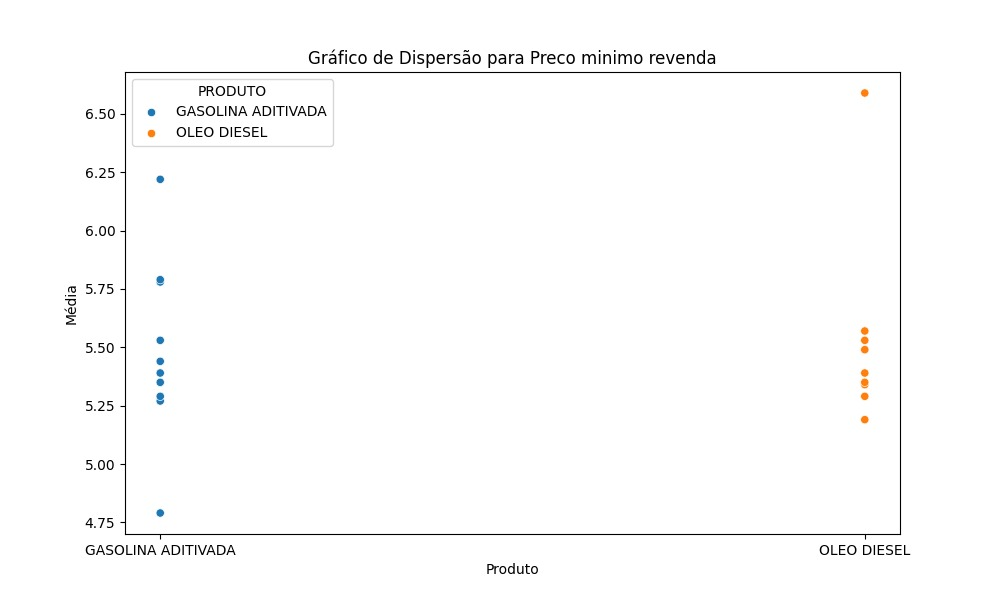 Gráfico de Dispersão para Preco minimo revenda
PRODUTO
GASOLINA ADITIVADA
OLEO DIESEL
Média
6.50
6.25
6.00
5.75
5.50
5.25
5.00
4.75
GASOLINA ADITIVADA
OLEO DIESEL
Produto